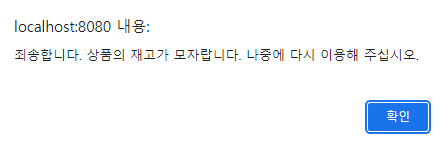 localhost:8080 내용:
죄송합니다. 상품의 재고가 모자랍니다. 나중에 다시 이용해 주십시오.
확인